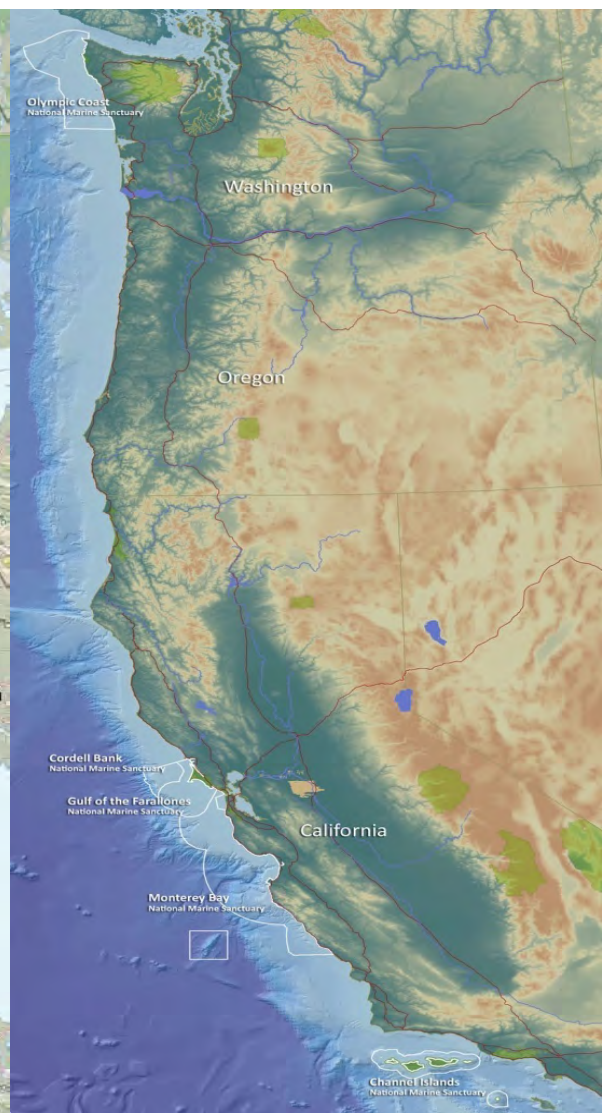 Olympic Coast
National Marine Sanctuary
Washington
Oregon
Cordell Bank
National Marine Sanctuary
Gulf of the Farallones
National Marine Sanctuary
California
Monterey Bay
National Marine Sanctuary
Channel Islands
National Marine Sanctuary